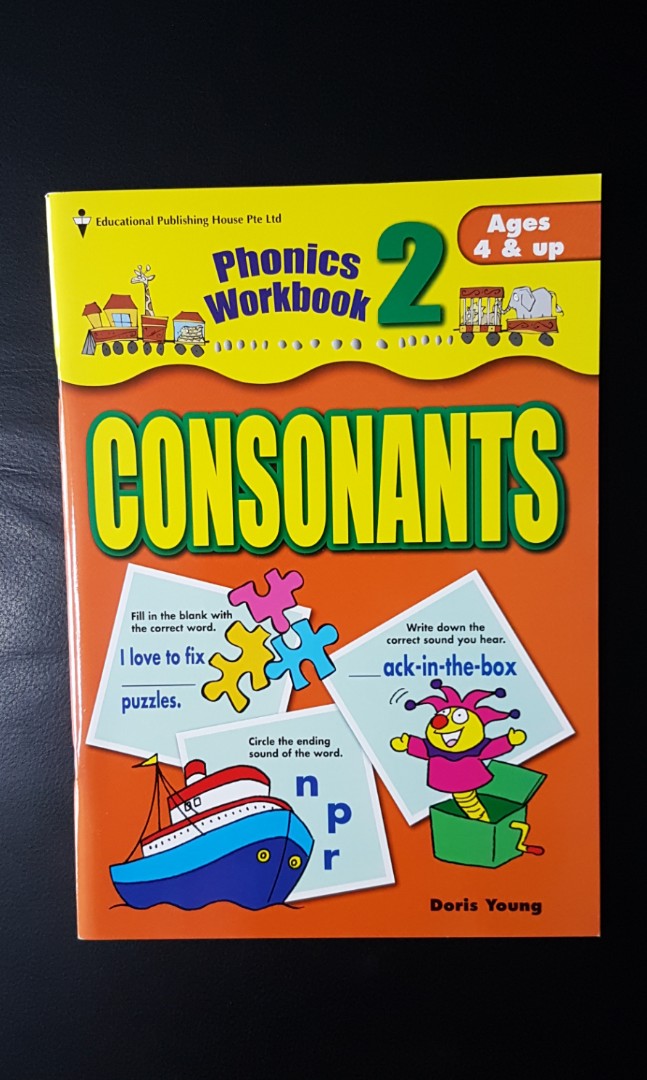 Educational Publishing House Pte Ltd
Ages
4 & up
Phonics
Workbook 2
CONSONANTS
Fill in the blank with
the correct word.
I love to fix
________
puzzles.
Write down the
correct sound you hear.
___ack-in-the-box
Circle the ending
sound of the word.
n
p
r
Doris Young